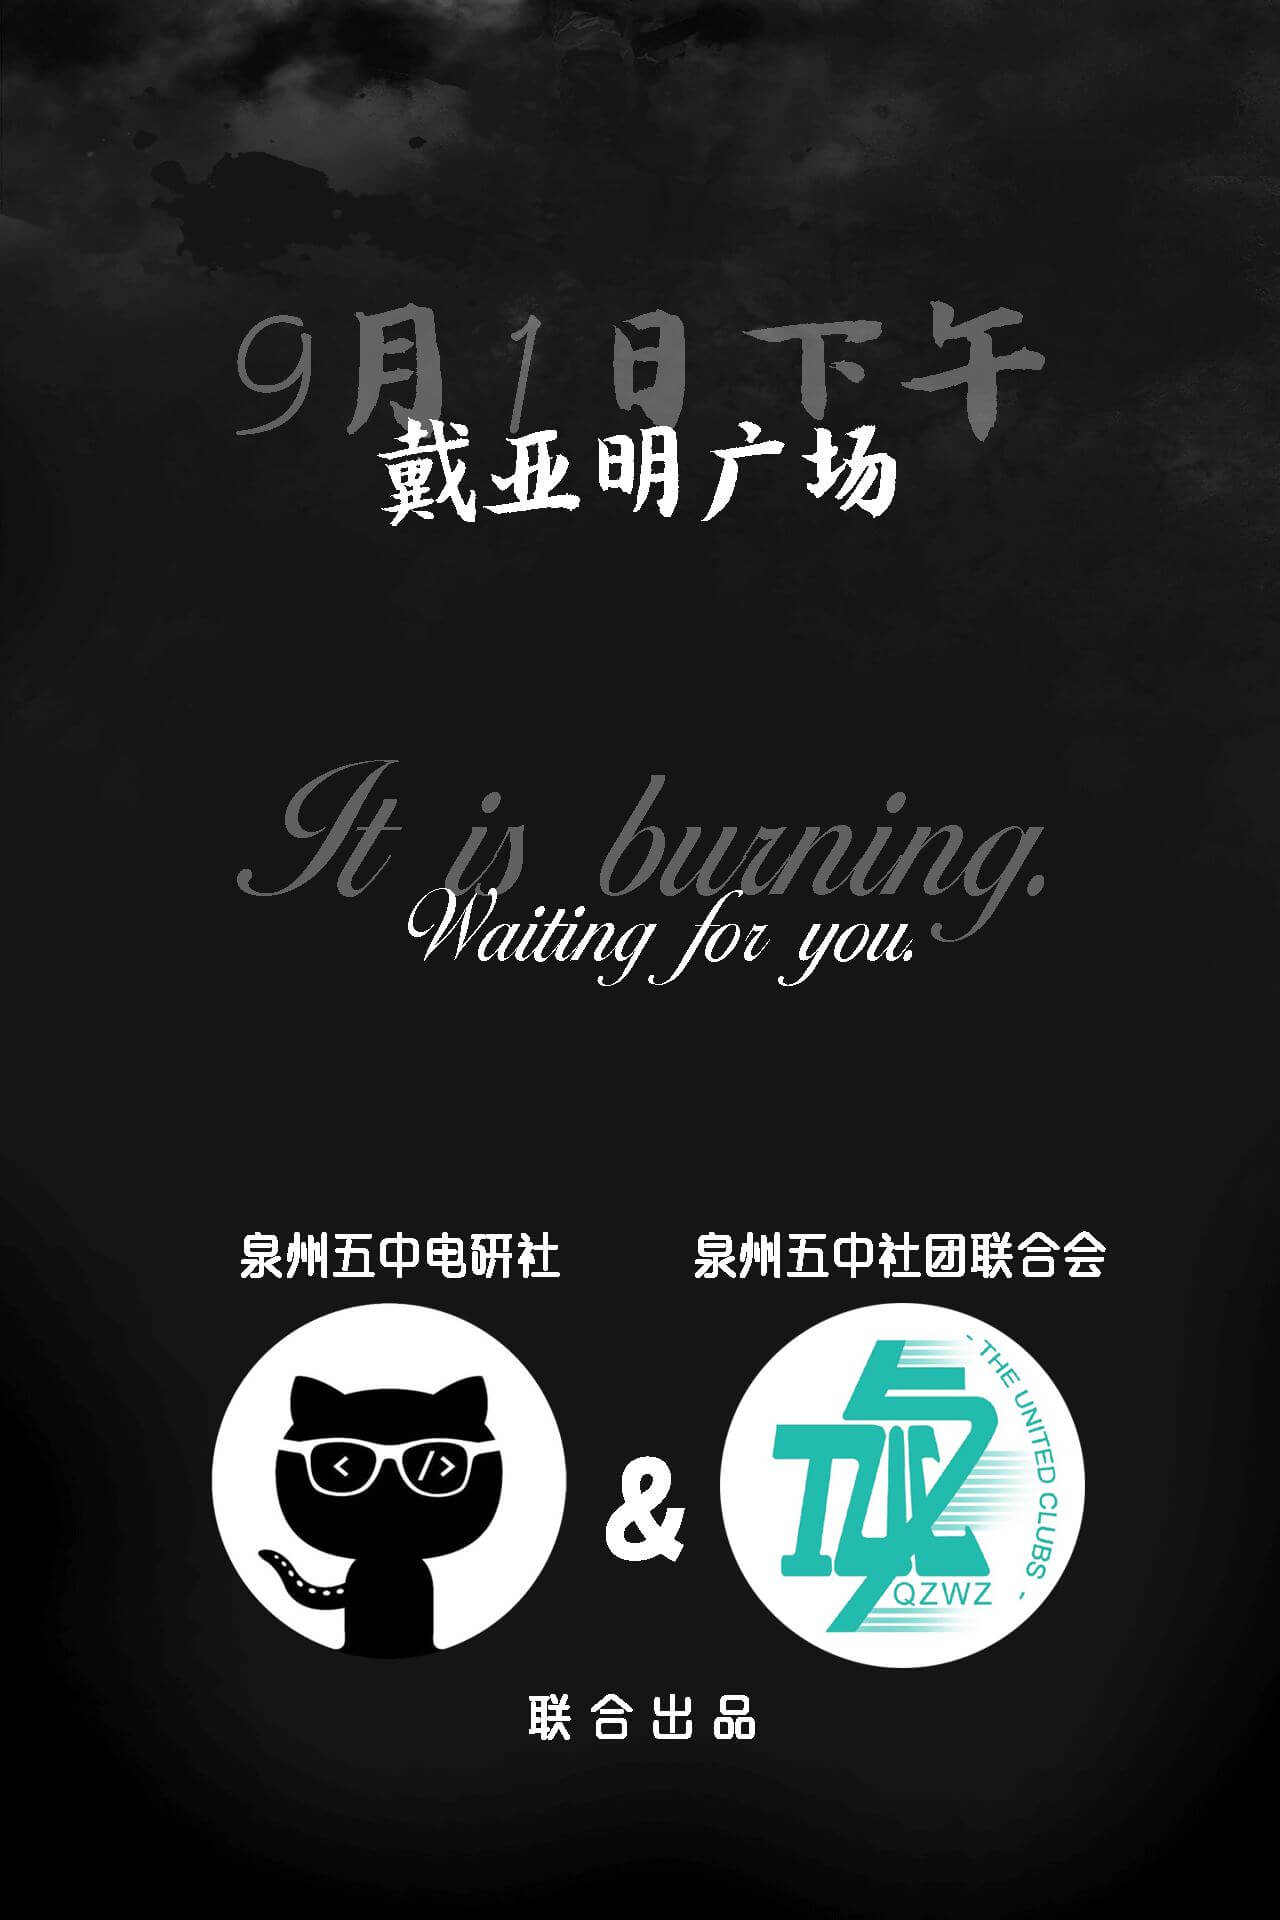 9月1日下午
戴亚明广场
It is burning.
Waiting for you.
泉州五中电研社
泉州五中社团联合会
< />
&
- THE UNITED CLUBS -
QZWZ
联合出品